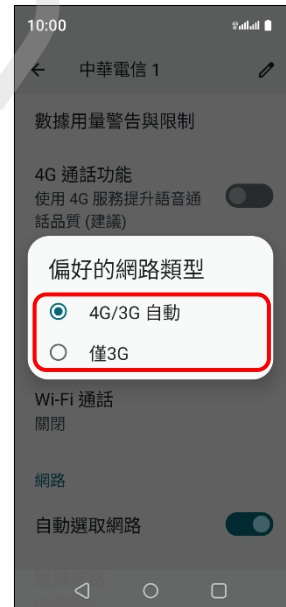 10:00
中華電信 1
數據用量警告與限制
4G 通話功能
使用 4G 服務提升語音通
話品質 (建議)
偏好的網路類型
4G/3G 自動
僅3G
Wi-Fi 通話
關閉
網路
自動選取網路